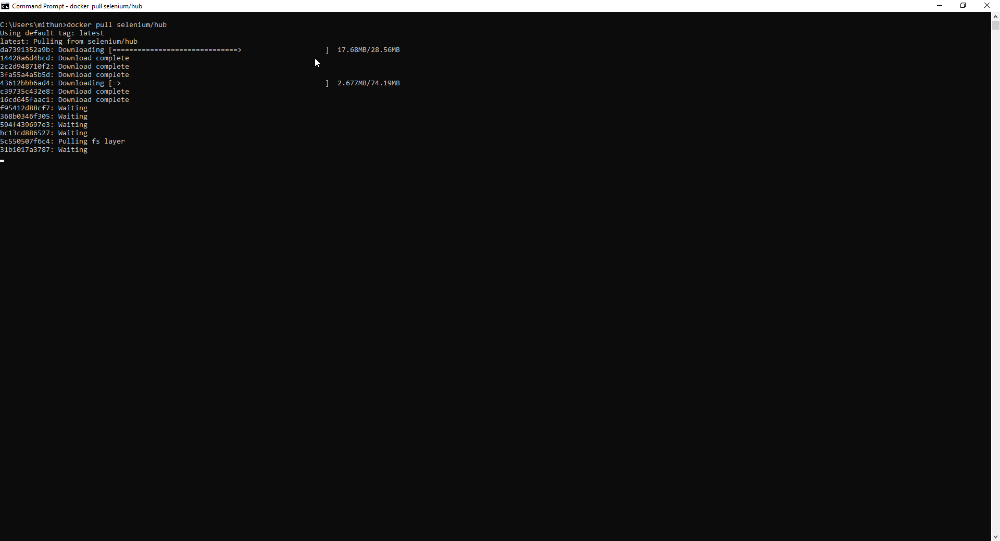 Command Prompt - docker  pull selenium/hub
C:\Users\mithun>docker pull selenium/hub
Using default tag: latest
latest: Pulling from selenium/hub
da7391352a9b: Downloading [==============================>                    ]  17.68MB/28.56MB
14428a6d4bcd: Download complete
2c2d948710f2: Download complete
3fa55a4a5b5d: Download complete
43612bbb6ad4: Downloading [=>                                                 ]  2.677MB/74.19MB
c39735c432e8: Download complete
16cd645faac1: Download complete
f95412d88cf7: Waiting
368b0346f305: Waiting
594f439697e3: Waiting
bc13cd886527: Waiting
5c550507f6c4: Pulling fs layer
31b1017a3787: Waiting